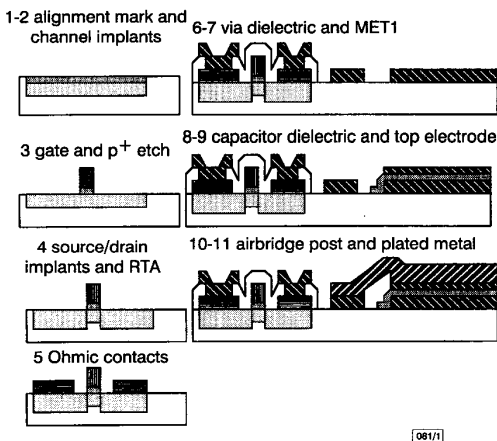 1-2 alignment mark and
channel implants
3 gate and p+ etch
4 source/drain
implants and RTA
5 Ohmic contacts
6-7 via dielectric and MET1
8-9 capacitor dielectric and top electrode
10-11 airbridge post and plated metal
081/1